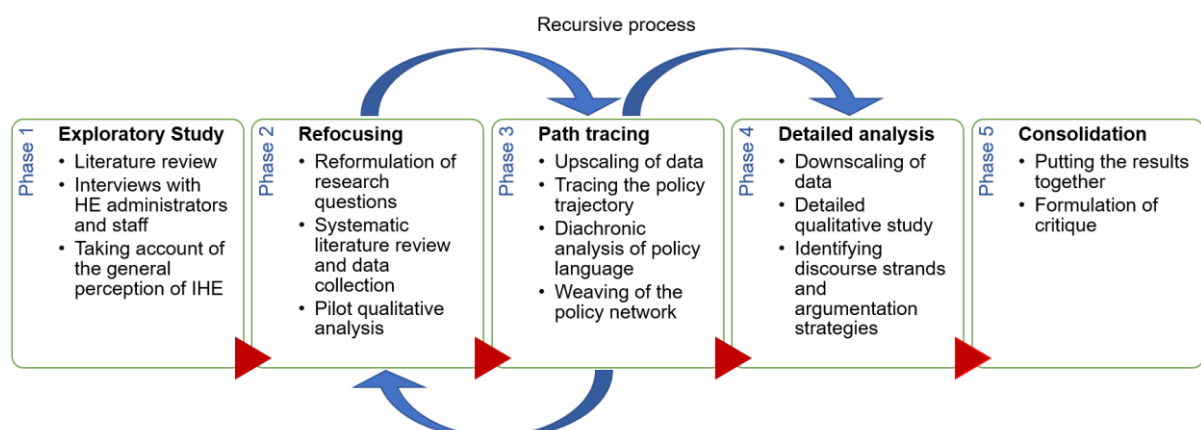 Recursive process
Phase 1
Exploratory Study
• Literature review
• Interviews with
HE administrators
and staff
• Taking account of
the general
perception of IHE
Phase 2
Refocusing
• Reformulation of
research
questions
• Systematic
literature review
and data
collection
• Pilot qualitative
analysis
Phase 3
Path tracing
• Upscaling of data
• Tracing the policy
trajectory
• Diachronic
analysis of policy
language
• Weaving of the
policy network
Phase 4
Detailed analysis
• Downscaling of
data
• Detailed
qualitative study
• Identifying
discourse strands
and
argumentation
strategies
Phase 5
Consolidation
• Putting the results
together
• Formulation of
critique